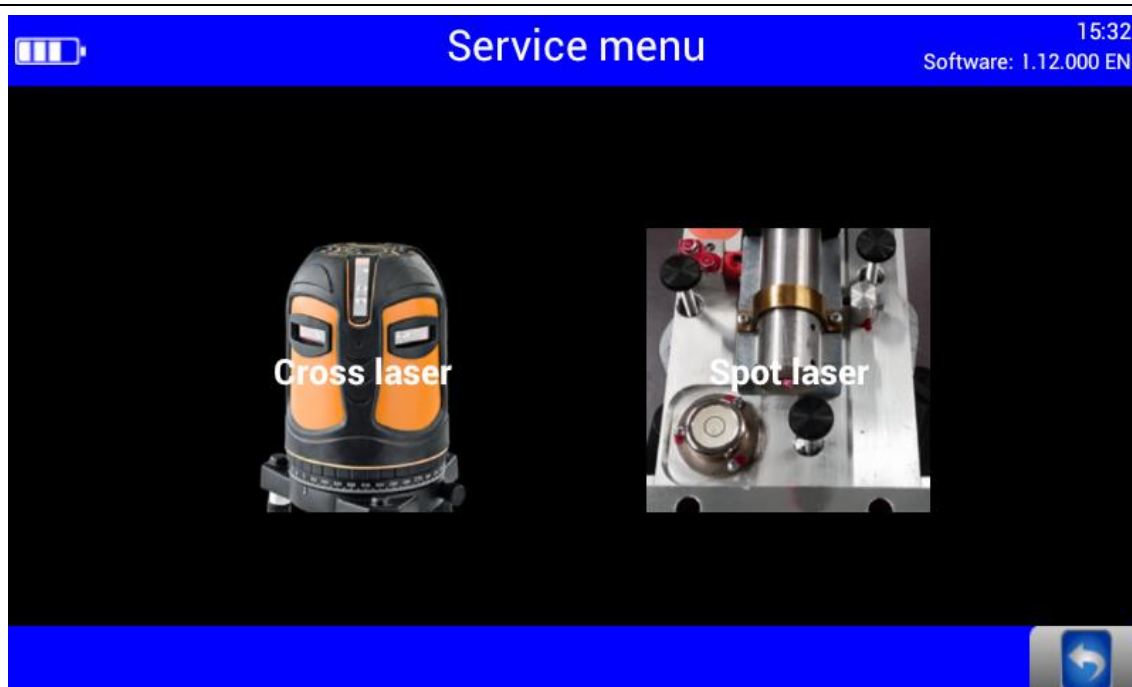 Service menu
15:32
Software: 1.12.000 EN
Cross laser
Spot laser